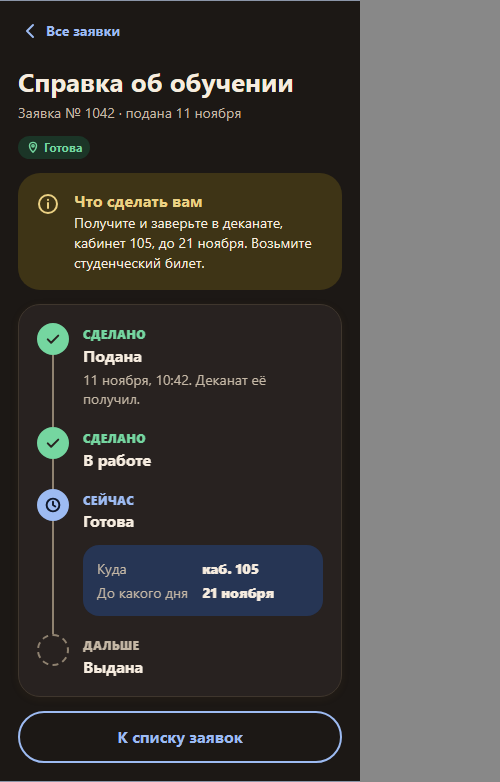 Все заявки
Справка об обучении
Заявка № 1042 · подана 11 ноября
Готова
Что сделать вам
Получите и заверьте в деканате,
кабинет 105, до 21 ноября. Возьмите
студенческий билет.
СДЕЛАНО
Подана
11 ноября, 10:42. Деканат её
получил.
СДЕЛАНО
В работе
СЕЙЧАС
Готова
Куда каб. 105
До какого дня 21 ноября
ДАЛЬШЕ
Выдана
К списку заявок